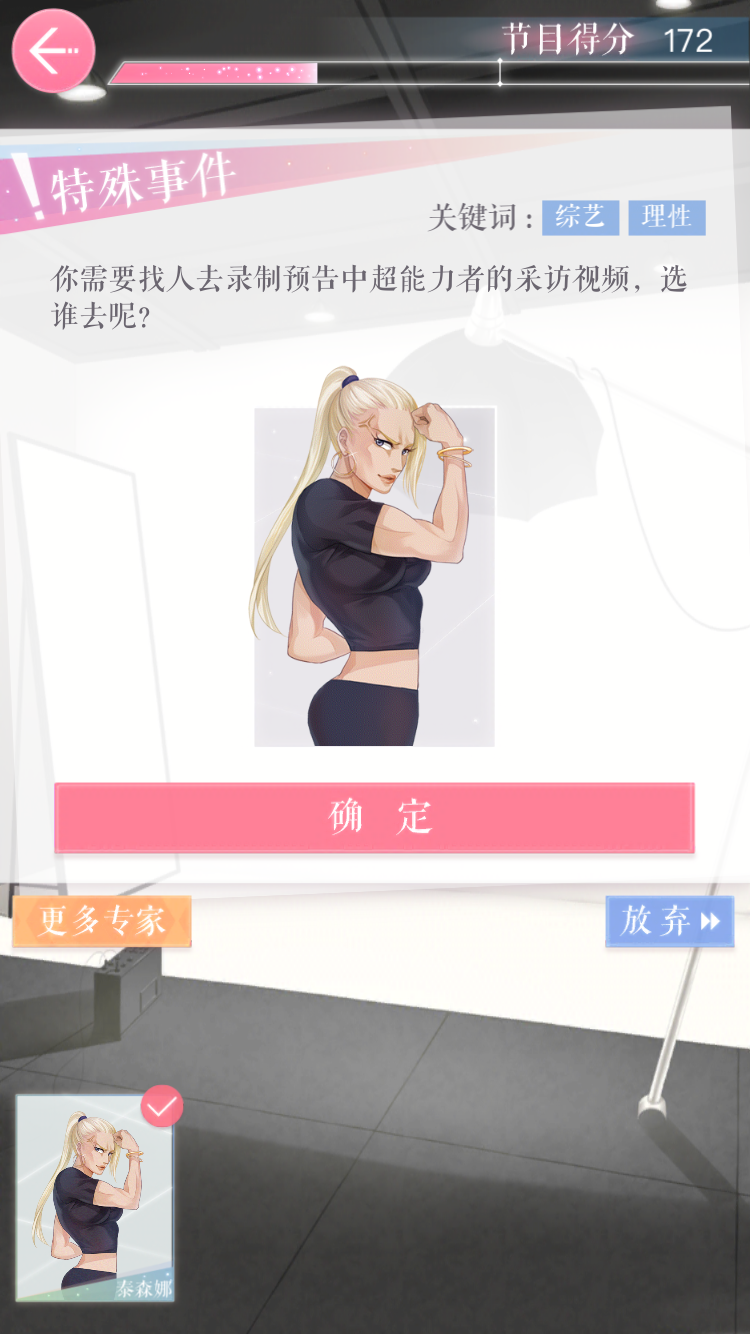 节目得分 172
特殊事件
关键词：综艺 理性
你需要找人去录制预告中超能力者的采访视频，选
谁去呢？
确 定
更多专家
放弃
泰森娜